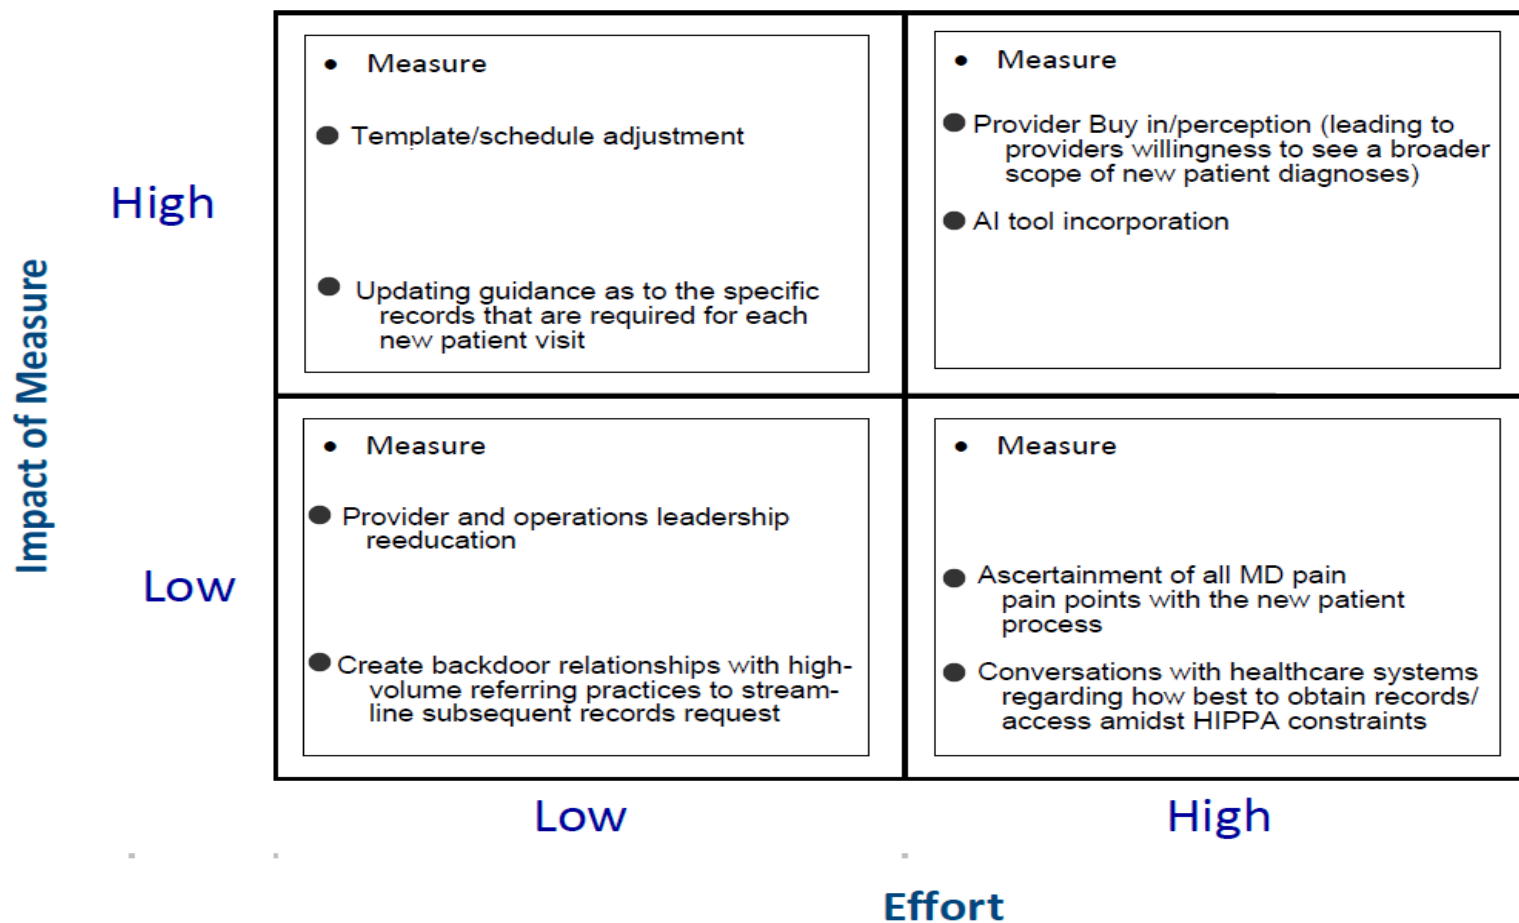 • Measure
● Template/schedule adjustment
● Updating guidance as to the specific
records that are required for each
new patient visit
• Measure
● Provider Buy in/perception (leading to
providers willingness to see a broader
scope of new patient diagnoses)
● AI tool incorporation
High
Impact of Measure
• Measure
● Provider and operations leadership
reeducation
● Create backdoor relationships with high-
volume referring practices to stream-
line subsequent records request
• Measure
● Ascertainment of all MD pain
pain points with the new patient
process
● Conversations with healthcare systems
regarding how best to obtain records/
access amidst HIPPA constraints
Low
Low
High
Effort